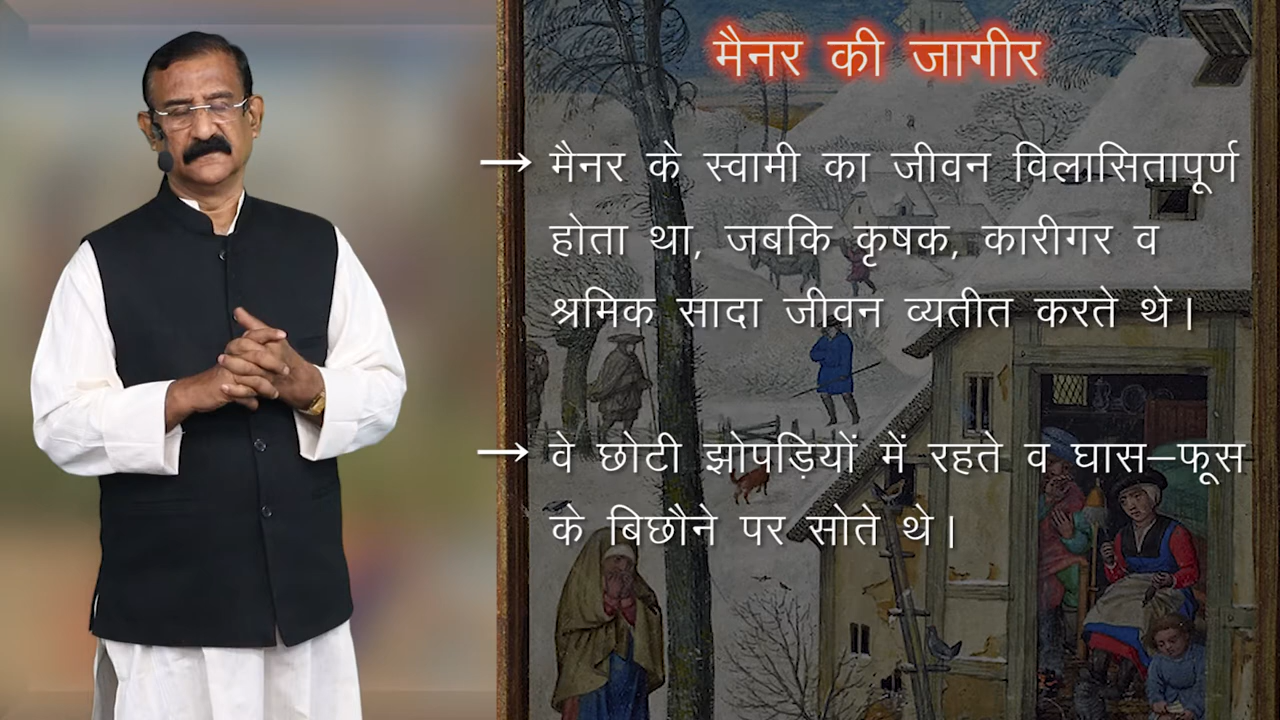 मैनर की जागीर
→ मैनर के स्वामी का जीवन विलासितापूर्ण
होता था, जबकि कृषक, कारीगर व
श्रमिक सादा जीवन व्यतीत करते थे।
→ वे छोटी झोपड़ियों में रहते व घास–फूस
के बिछौने पर सोते थे।